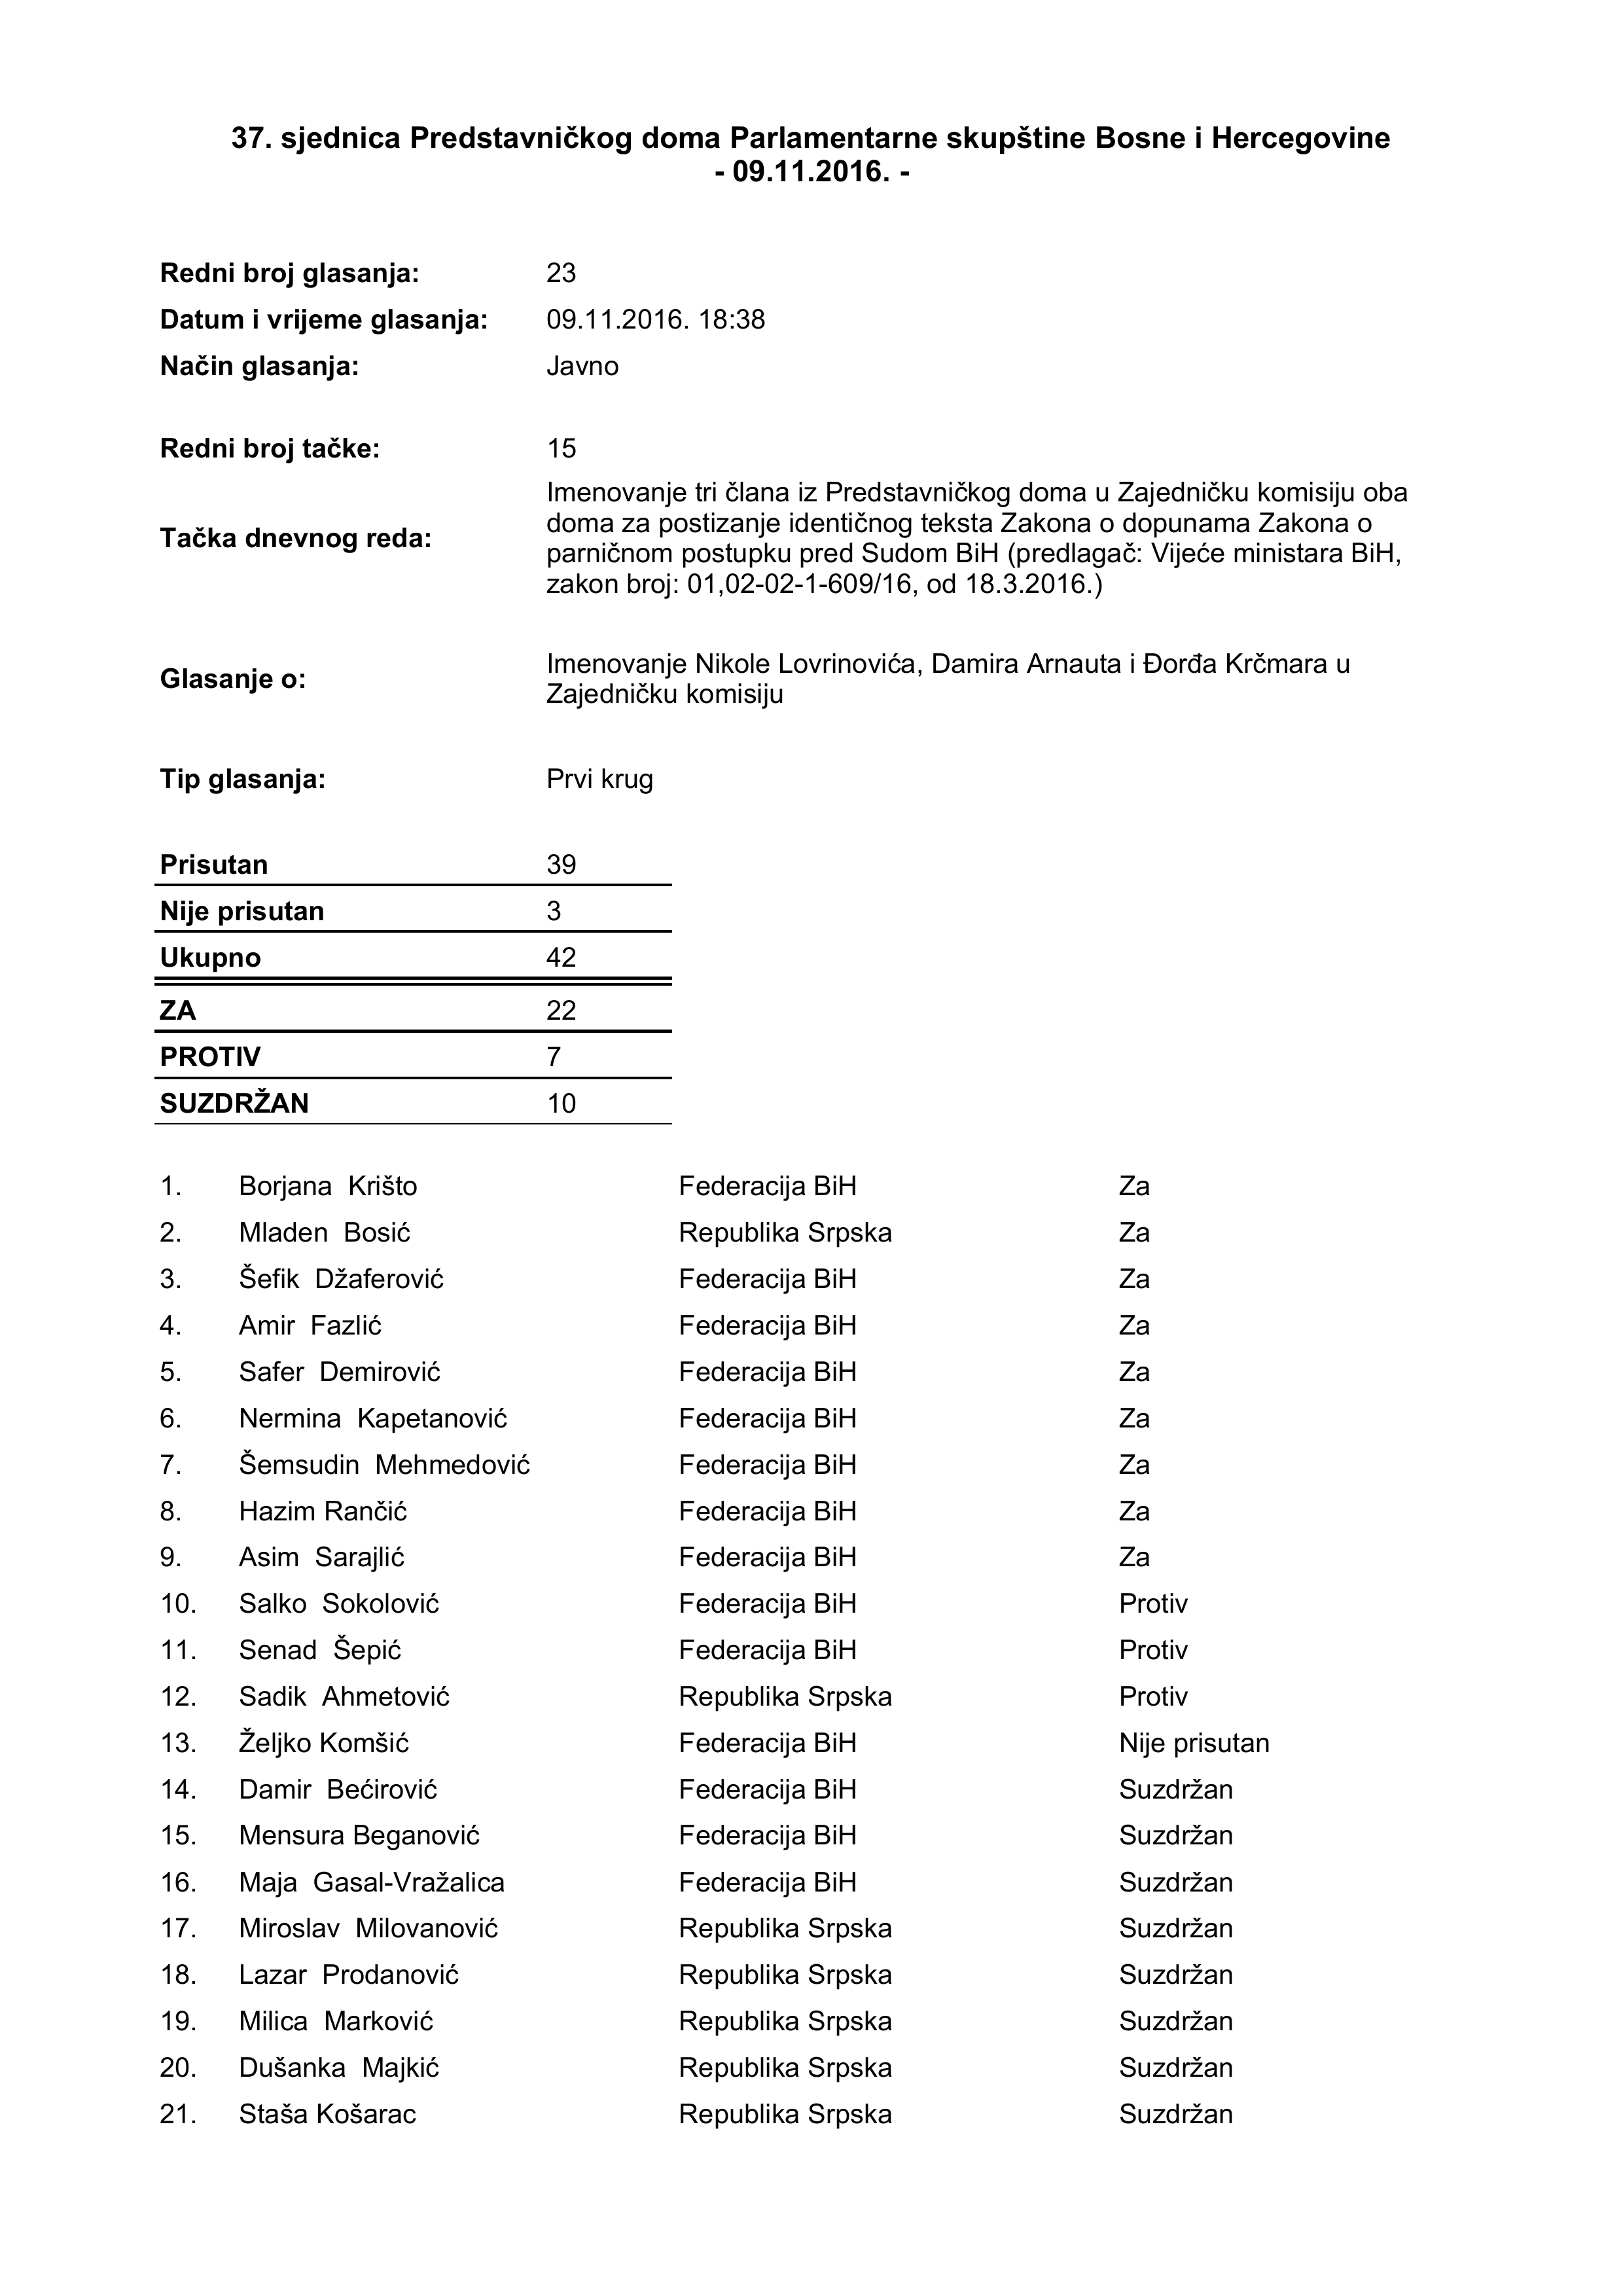 37. sjednica Predstavničkog doma Parlamentarne skupštine Bosne i Hercegovine
- 09.11.2016. -
Redni broj glasanja: 23
Datum i vrijeme glasanja: 09.11.2016. 18:38
Način glasanja: Javno
Redni broj tačke: 15
Tačka dnevnog reda: Imenovanje tri člana iz Predstavničkog doma u Zajedničku komisiju oba
doma za postizanje identičnog teksta Zakona o dopunama Zakona o
parničnom postupku pred Sudom BiH (predlagač: Vijeće ministara BiH,
zakon broj: 01,02-02-1-609/16, od 18.3.2016.)
Glasanje o: Imenovanje Nikole Lovrinovića, Damira Arnauta i Đorđa Krčmara u
Zajedničku komisiju
Tip glasanja: Prvi krug
Prisutan 39
Nije prisutan 3
Ukupno 42
ZA 22
PROTIV 7
SUZDRŽAN 10
1. Borjana Krišto Federacija BiH Za
2. Mladen Bosić Republika Srpska Za
3. Šefik Džaferović Federacija BiH Za
4. Amir Fazlić Federacija BiH Za
5. Safer Demirović Federacija BiH Za
6. Nermina Kapetanović Federacija BiH Za
7. Šemsudin Mehmedović Federacija BiH Za
8. Hazim Rančić Federacija BiH Za
9. Asim Sarajlić Federacija BiH Za
10. Salko Sokolović Federacija BiH Protiv
11. Senad Šepić Federacija BiH Protiv
12. Sadik Ahmetović Republika Srpska Protiv
13. Željko Komšić Federacija BiH Nije prisutan
14. Damir Bećirović Federacija BiH Suzdržan
15. Mensura Beganović Federacija BiH Suzdržan
16. Maja Gasal-Vražalica Federacija BiH Suzdržan
17. Miroslav Milovanović Republika Srpska Suzdržan
18. Lazar Prodanović Republika Srpska Suzdržan
19. Milica Marković Republika Srpska Suzdržan
20. Dušanka Majkić Republika Srpska Suzdržan
21. Staša Košarac Republika Srpska Suzdržan